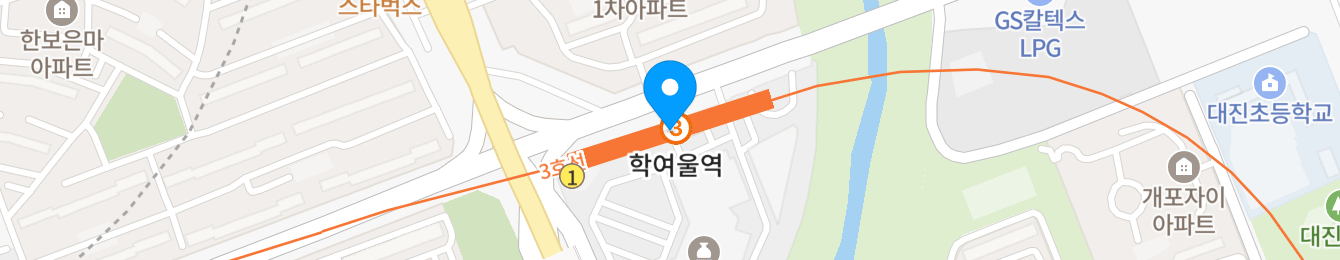 스타벅스
1차아파트
한보은마
아파트
GS칼텍스
LPG
대진초등학교
3
3호선
학여울역
1
개포자이
아파트
대진